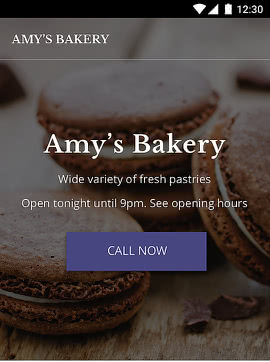 12:30
AMY'S BAKERY
Amy's Bakery
Wide variety of fresh pastries
Open tonight until 9pm. See opening hours
CALL NOW